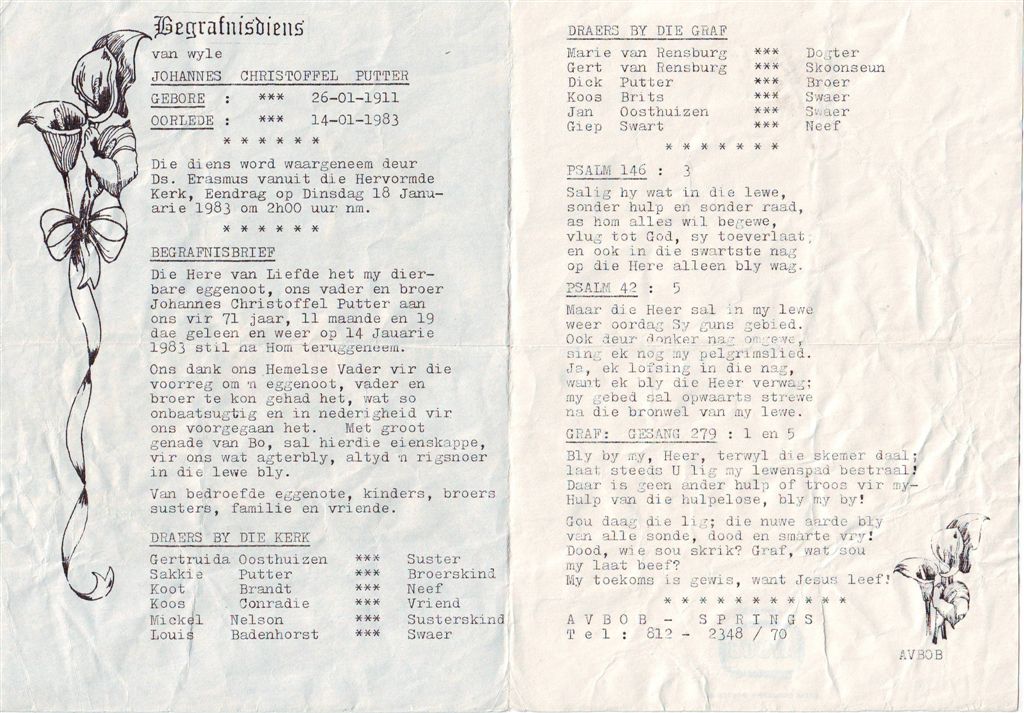 Begrafnisdiens
van wyle
JOHANNES CHRISTOFFEL PUTTER
GEBORE : *** 26-01-1911
OORLEDE : *** 14-01-1983
* * * * * *
Die diens word waargeneem deur
Ds. Erasmus vanuit die Hervormde
Kerk, Eendrag op Dinsdag 18 Janu-
arie 1983 om 2h00 uur nm.
* * * * * *
BEGRAFNISBRIEF
Die Here van Liefde het my dier-
bare eggenoot, ons vader en broer
Johannes Christoffel Putter aan
ons vir 71 jaar, 11 maande en 19
dae geleen en weer op 14 Jauarie
1983 stil na Hom teruggeneem.
Ons dank ons Hemelse Vader vir die
voorreg om 'n eggenoot, vader en
broer te kon gehad het, wat so
onbaatsugtig en in nederigheid vir
ons voorgegaan het. Met groot
genade van Bo, sal hierdie eienskappe,
vir ons wat agterbly, altyd 'n rigsnoer
in die lewe bly.
Van bedroefde eggenote, kinders, broers
susters, familie en vriende.
DRAERS BY DIE KERK
Gertruida Oosthuizen *** Suster
Sakkie Putter *** Broerskind
Koot Brandt *** Neef
Koos Conradie *** Vriend
Mickel Nelson *** Susterskind
Louis Badenhorst *** Swaer
DRAERS BY DIE GRAF
Marie van Rensburg *** Dogter
Gert van Rensburg *** Skoonseun
Dick Putter *** Broer
Koos Brits *** Swaer
Jan Oosthuizen *** Swaer
Giep Swart *** Neef
* * * * * * *
PSALM 146 : 3
Salig hy wat in die lewe,
sonder hulp en sonder raad,
as hom alles wil begewe,
vlug tot God, sy toeverlaat;
en ook in die swartste nag
op die Here alleen bly wag.
PSALM 42 : 5
Maar die Heer sal in my lewe
weer oordag Sy guns gebied.
Ook deur donker nag omgewe,
sing ek nog my pelgrimslied.
Ja, ek lofsing in die nag,
want ek bly die Heer verwag;
my gebed sal opwaarts strewe
na die bronwel van my lewe.
GRAF: GESANG 279 : 1 en 5
Bly by my, Heer, terwyl die skemer daal;
laat steeds U lig my lewenspad bestraal!
Daar is geen ander hulp of troos vir my-
Hulp van die hulpelose, bly my by!
Gou daag die lig; die nuwe aarde bly
van alle sonde, dood en smarte vry!
Dood, wie sou skrik? Graf, wat sou
my laat beef?
My toekoms is gewis, want Jesus leef!
* * * * * * * * * * *
AVBOB - SPRINGS
Tel: 812 - 2348 / 70
AVBOB